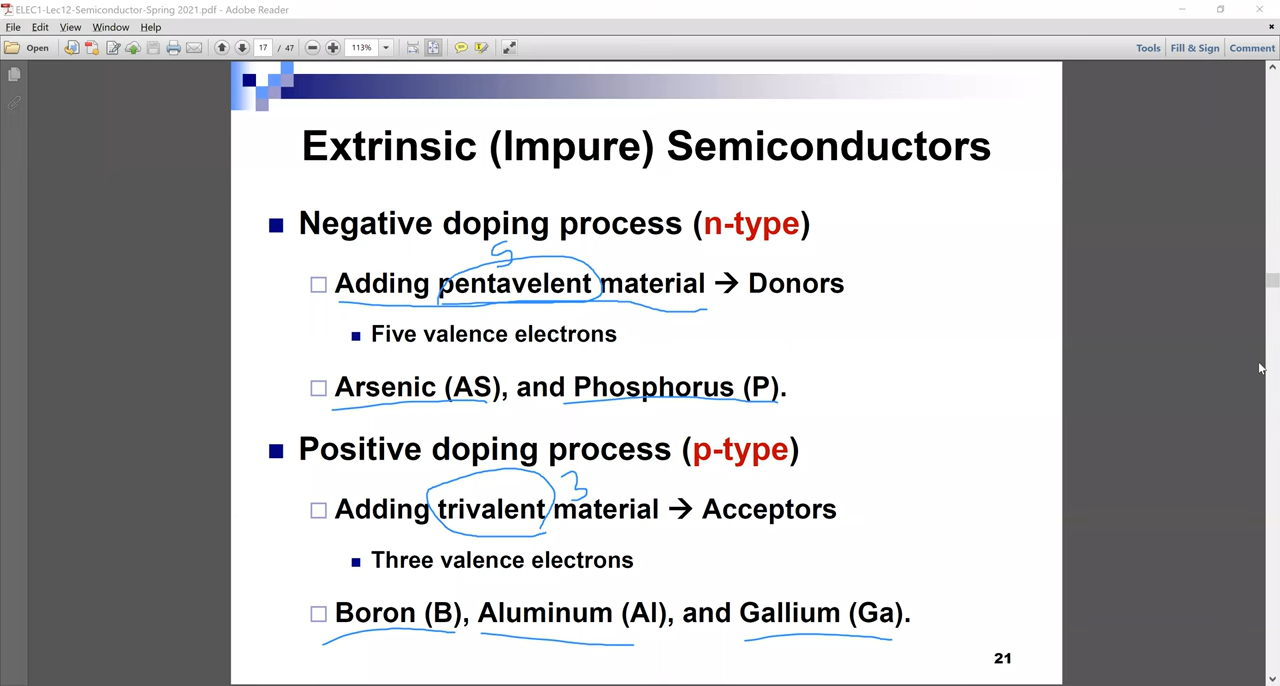 ELEC1-Lec12-Semiconductor-Spring 2021.pdf - Adobe Reader
File Edit View Window Help
Open 17 / 47 113% Tools Fill & Sign Comment
Extrinsic (Impure) Semiconductors
Negative doping process (n-type)
5
Adding pentavelent material → Donors
Five valence electrons
Arsenic (AS), and Phosphorus (P).
Positive doping process (p-type)
3
Adding trivalent material → Acceptors
Three valence electrons
Boron (B), Aluminum (Al), and Gallium (Ga).
21